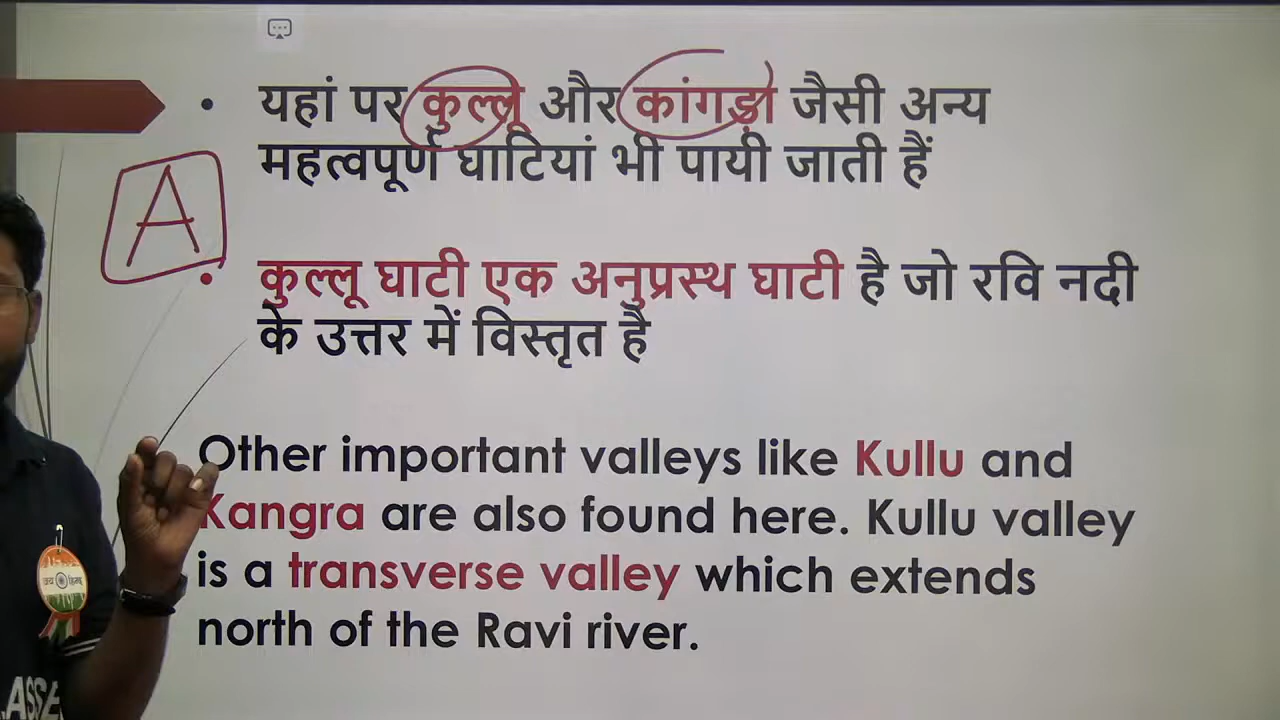 यहां पर कुल्लू और कांगड़ा जैसी अन्य
महत्वपूर्ण घाटियां भी पायी जाती हैं
A
कुल्लू घाटी एक अनुप्रस्थ घाटी है जो रवि नदी
के उत्तर में विस्तृत है
Other important valleys like Kullu and
Kangra are also found here. Kullu valley
is a transverse valley which extends
north of the Ravi river.